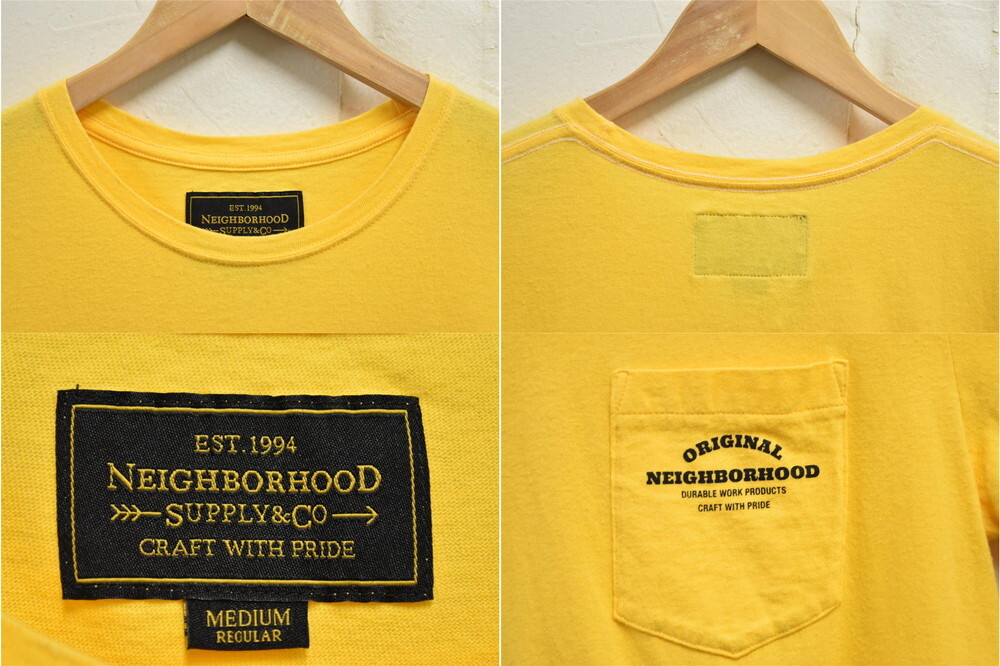 EST.1994
NEIGHBORHOOD
SUPPLY&CO
EST.1994
NEIGHBORHOOD
SUPPLY&CO
CRAFT WITH PRIDE
MEDIUM
REGULAR
ORIGINAL
NEIGHBORHOOD
DURABLE WORK PRODUCTS
CRAFT WITH PRIDE